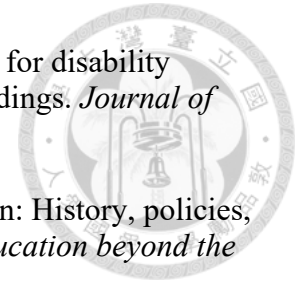 for disability
dings. Journal of
n: History, policies,
ucation beyond the